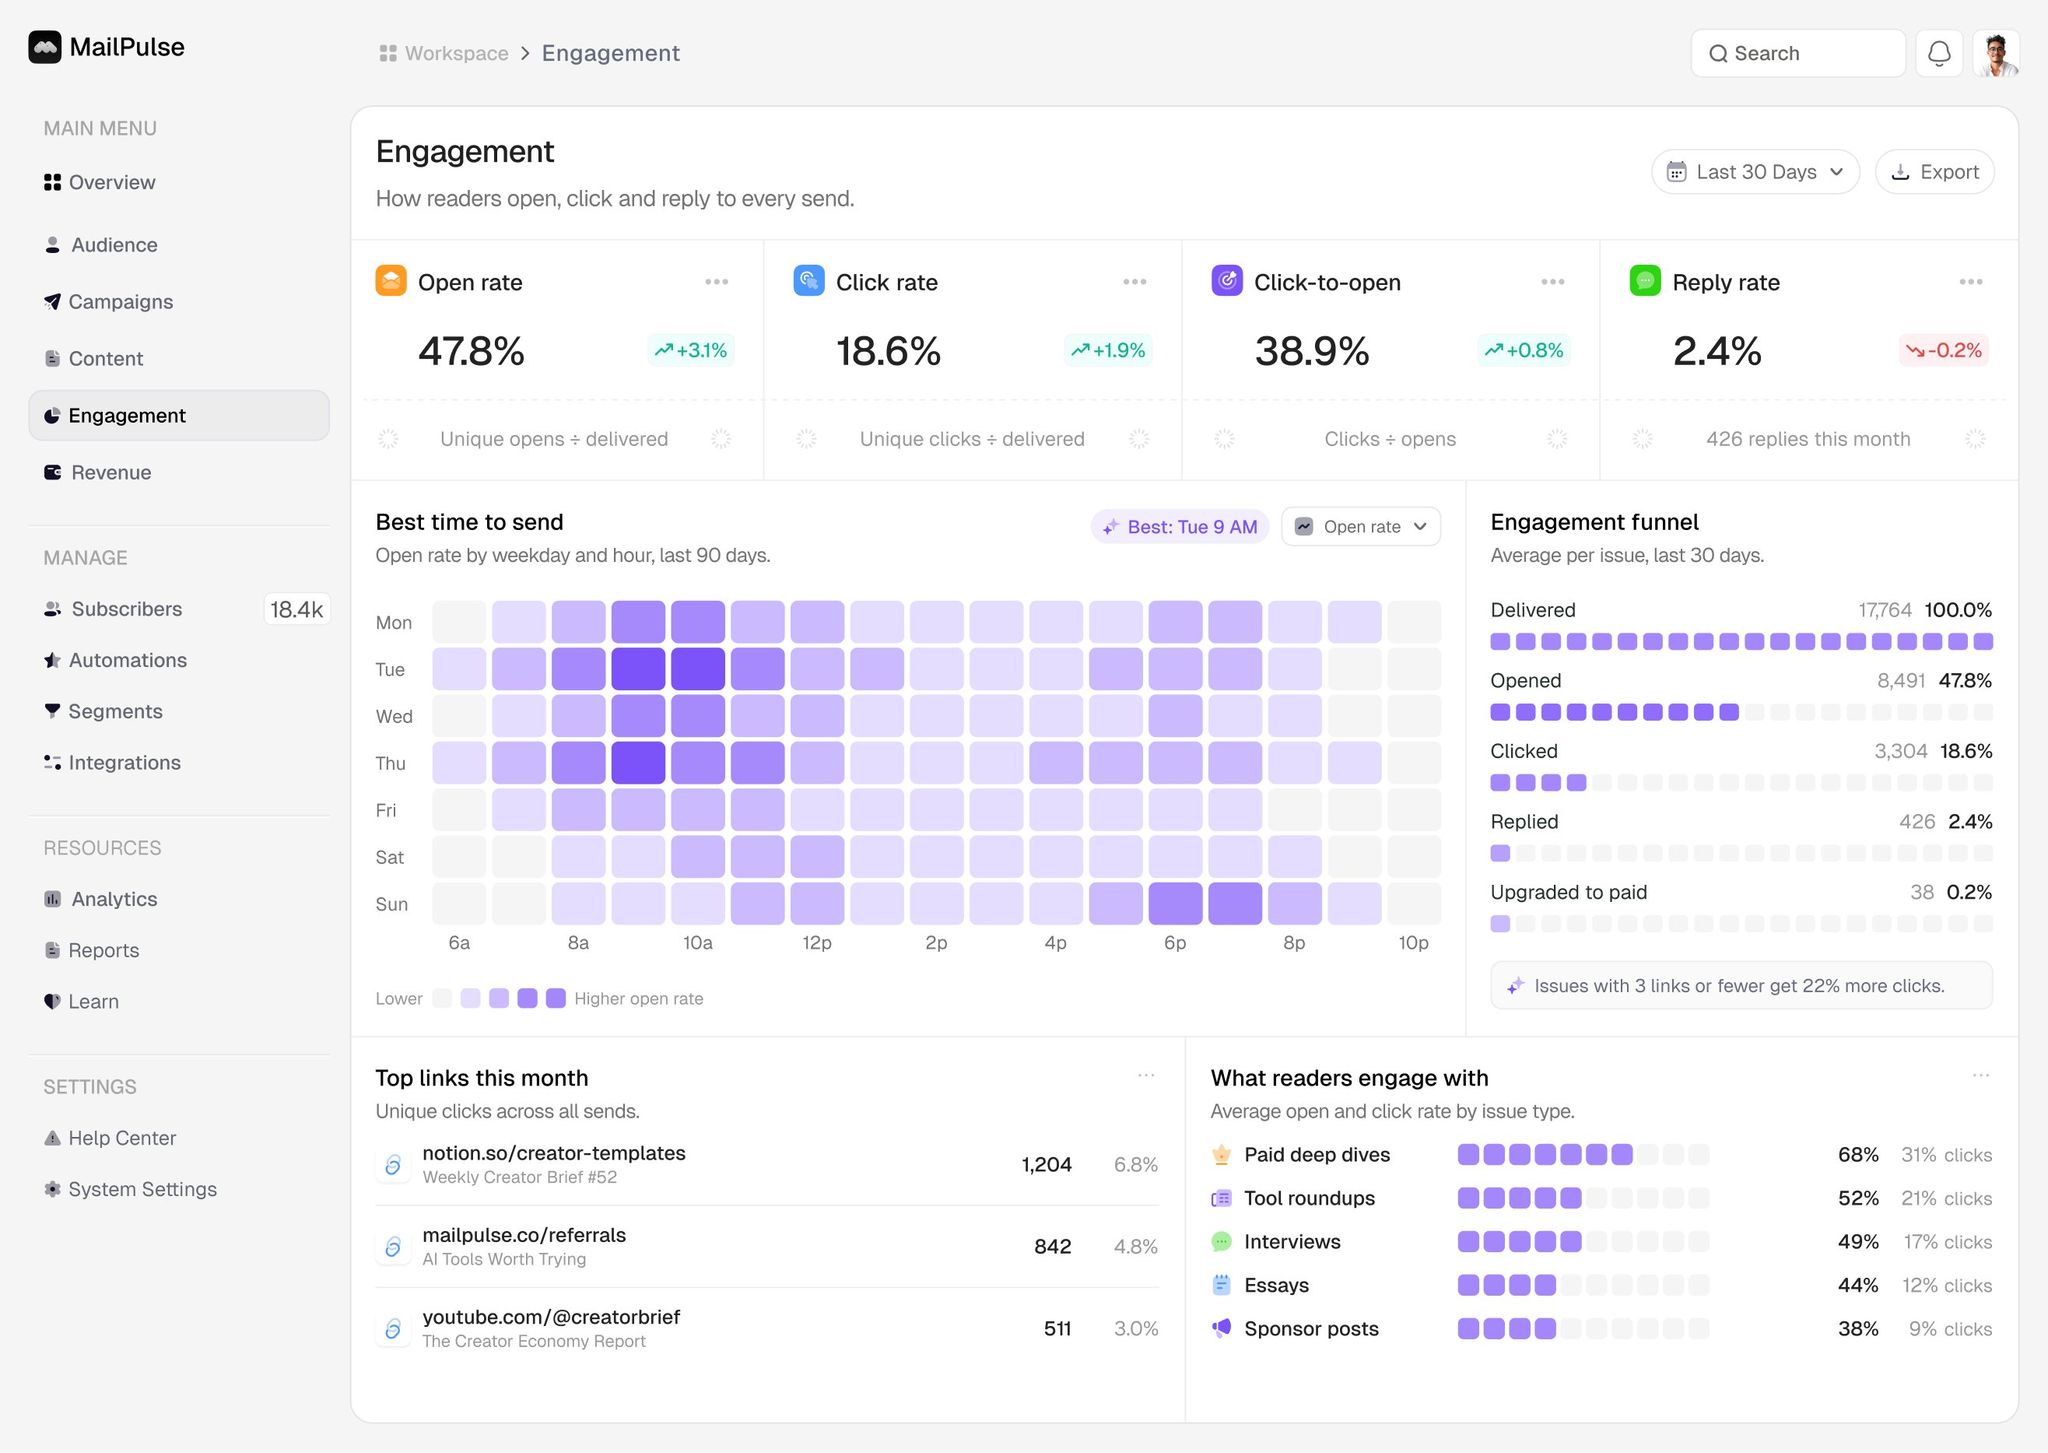 MailPulse
Workspace > Engagement
Search
MAIN MENU
Overview
Audience
Campaigns
Content
Engagement
Revenue
MANAGE
Subscribers 18.4k
Automations
Segments
Integrations
RESOURCES
Analytics
Reports
Learn
SETTINGS
Help Center
System Settings
Engagement
How readers open, click and reply to every send.
Last 30 Days
Export
Open rate
47.8% +3.1%
Unique opens ÷ delivered
Click rate
18.6% +1.9%
Unique clicks ÷ delivered
Click-to-open
38.9% +0.8%
Clicks ÷ opens
Reply rate
2.4% -0.2%
426 replies this month
Best time to send
Open rate by weekday and hour, last 90 days.
Best: Tue 9 AM
Open rate
Mon
Tue
Wed
Thu
Fri
Sat
Sun
6a 8a 10a 12p 2p 4p 6p 8p 10p
Lower Higher open rate
Engagement funnel
Average per issue, last 30 days.
Delivered 17,764 100.0%
Opened 8,491 47.8%
Clicked 3,304 18.6%
Replied 426 2.4%
Upgraded to paid 38 0.2%
Issues with 3 links or fewer get 22% more clicks.
Top links this month
Unique clicks across all sends.
notion.so/creator-templates
Weekly Creator Brief #52
1,204 6.8%
mailpulse.co/referrals
AI Tools Worth Trying
842 4.8%
youtube.com/@creatorbrief
The Creator Economy Report
511 3.0%
What readers engage with
Average open and click rate by issue type.
Paid deep dives 68% 31% clicks
Tool roundups 52% 21% clicks
Interviews 49% 17% clicks
Essays 44% 12% clicks
Sponsor posts 38% 9% clicks